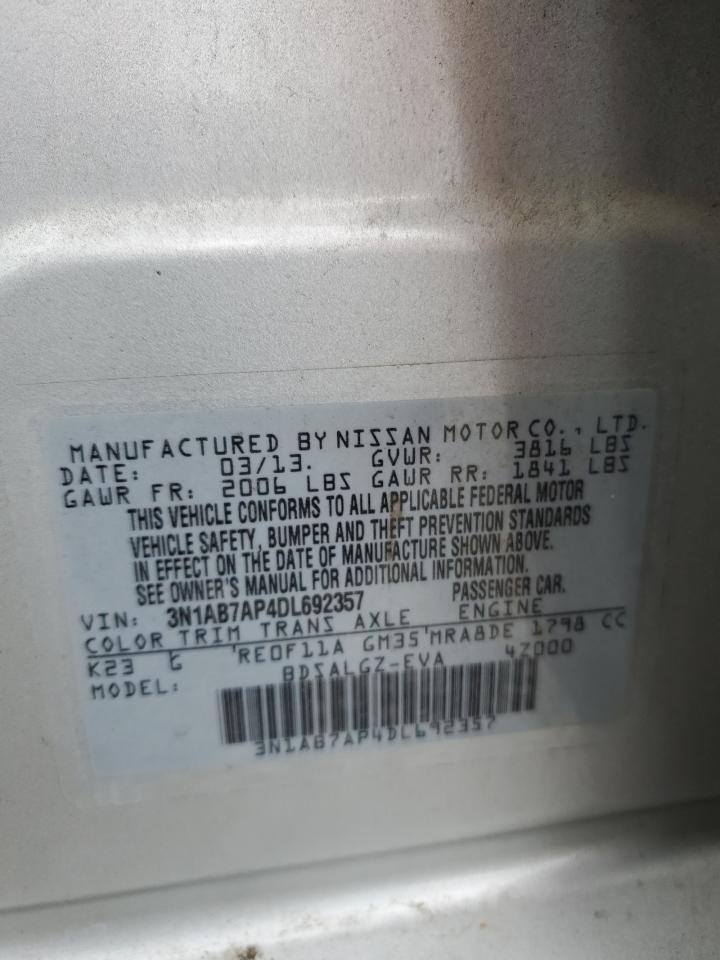 MANUFACTURED BY NISSAN MOTOR CO., LTD.
DATE: 03/13. GVWR: 3816 LBS
GAWR FR: 2006 LBS GAWR RR: 1841 LBS
THIS VEHICLE CONFORMS TO ALL APPLICABLE FEDERAL MOTOR
VEHICLE SAFETY, BUMPER AND THEFT PREVENTION STANDARDS
IN EFFECT ON THE DATE OF MANUFACTURE SHOWN ABOVE.
SEE OWNER'S MANUAL FOR ADDITIONAL INFORMATION.
VIN: 3N1AB7AP4DL692357 PASSENGER CAR.
COLOR TRIM TRANS AXLE ENGINE
K23 G RE0F11A GM35 MRA8DE 1798 CC
MODEL: BDSALGZ-EVA 4Z000
3N1AB7AP4DL692357